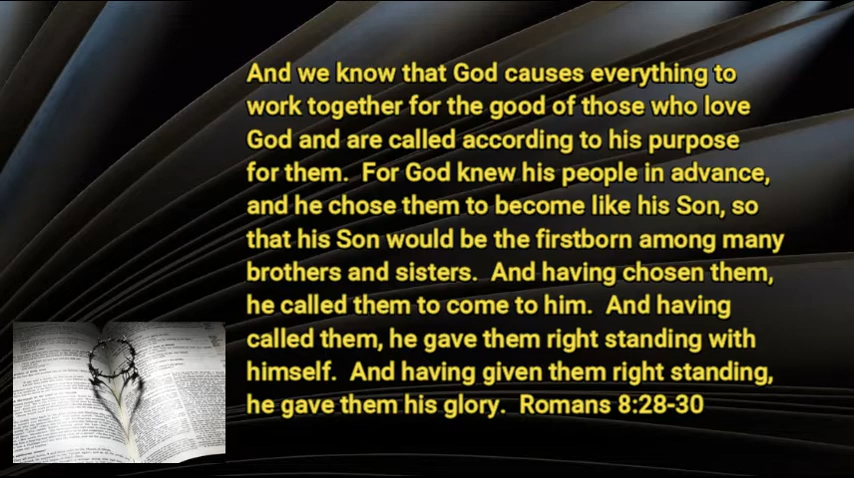 And we know that God causes everything to
work together for the good of those who love
God and are called according to his purpose
for them.  For God knew his people in advance,
and he chose them to become like his Son, so
that his Son would be the firstborn among many
brothers and sisters.  And having chosen them,
he called them to come to him.  And having
called them, he gave them right standing with
himself.  And having given them right standing,
he gave them his glory.  Romans 8:28-30